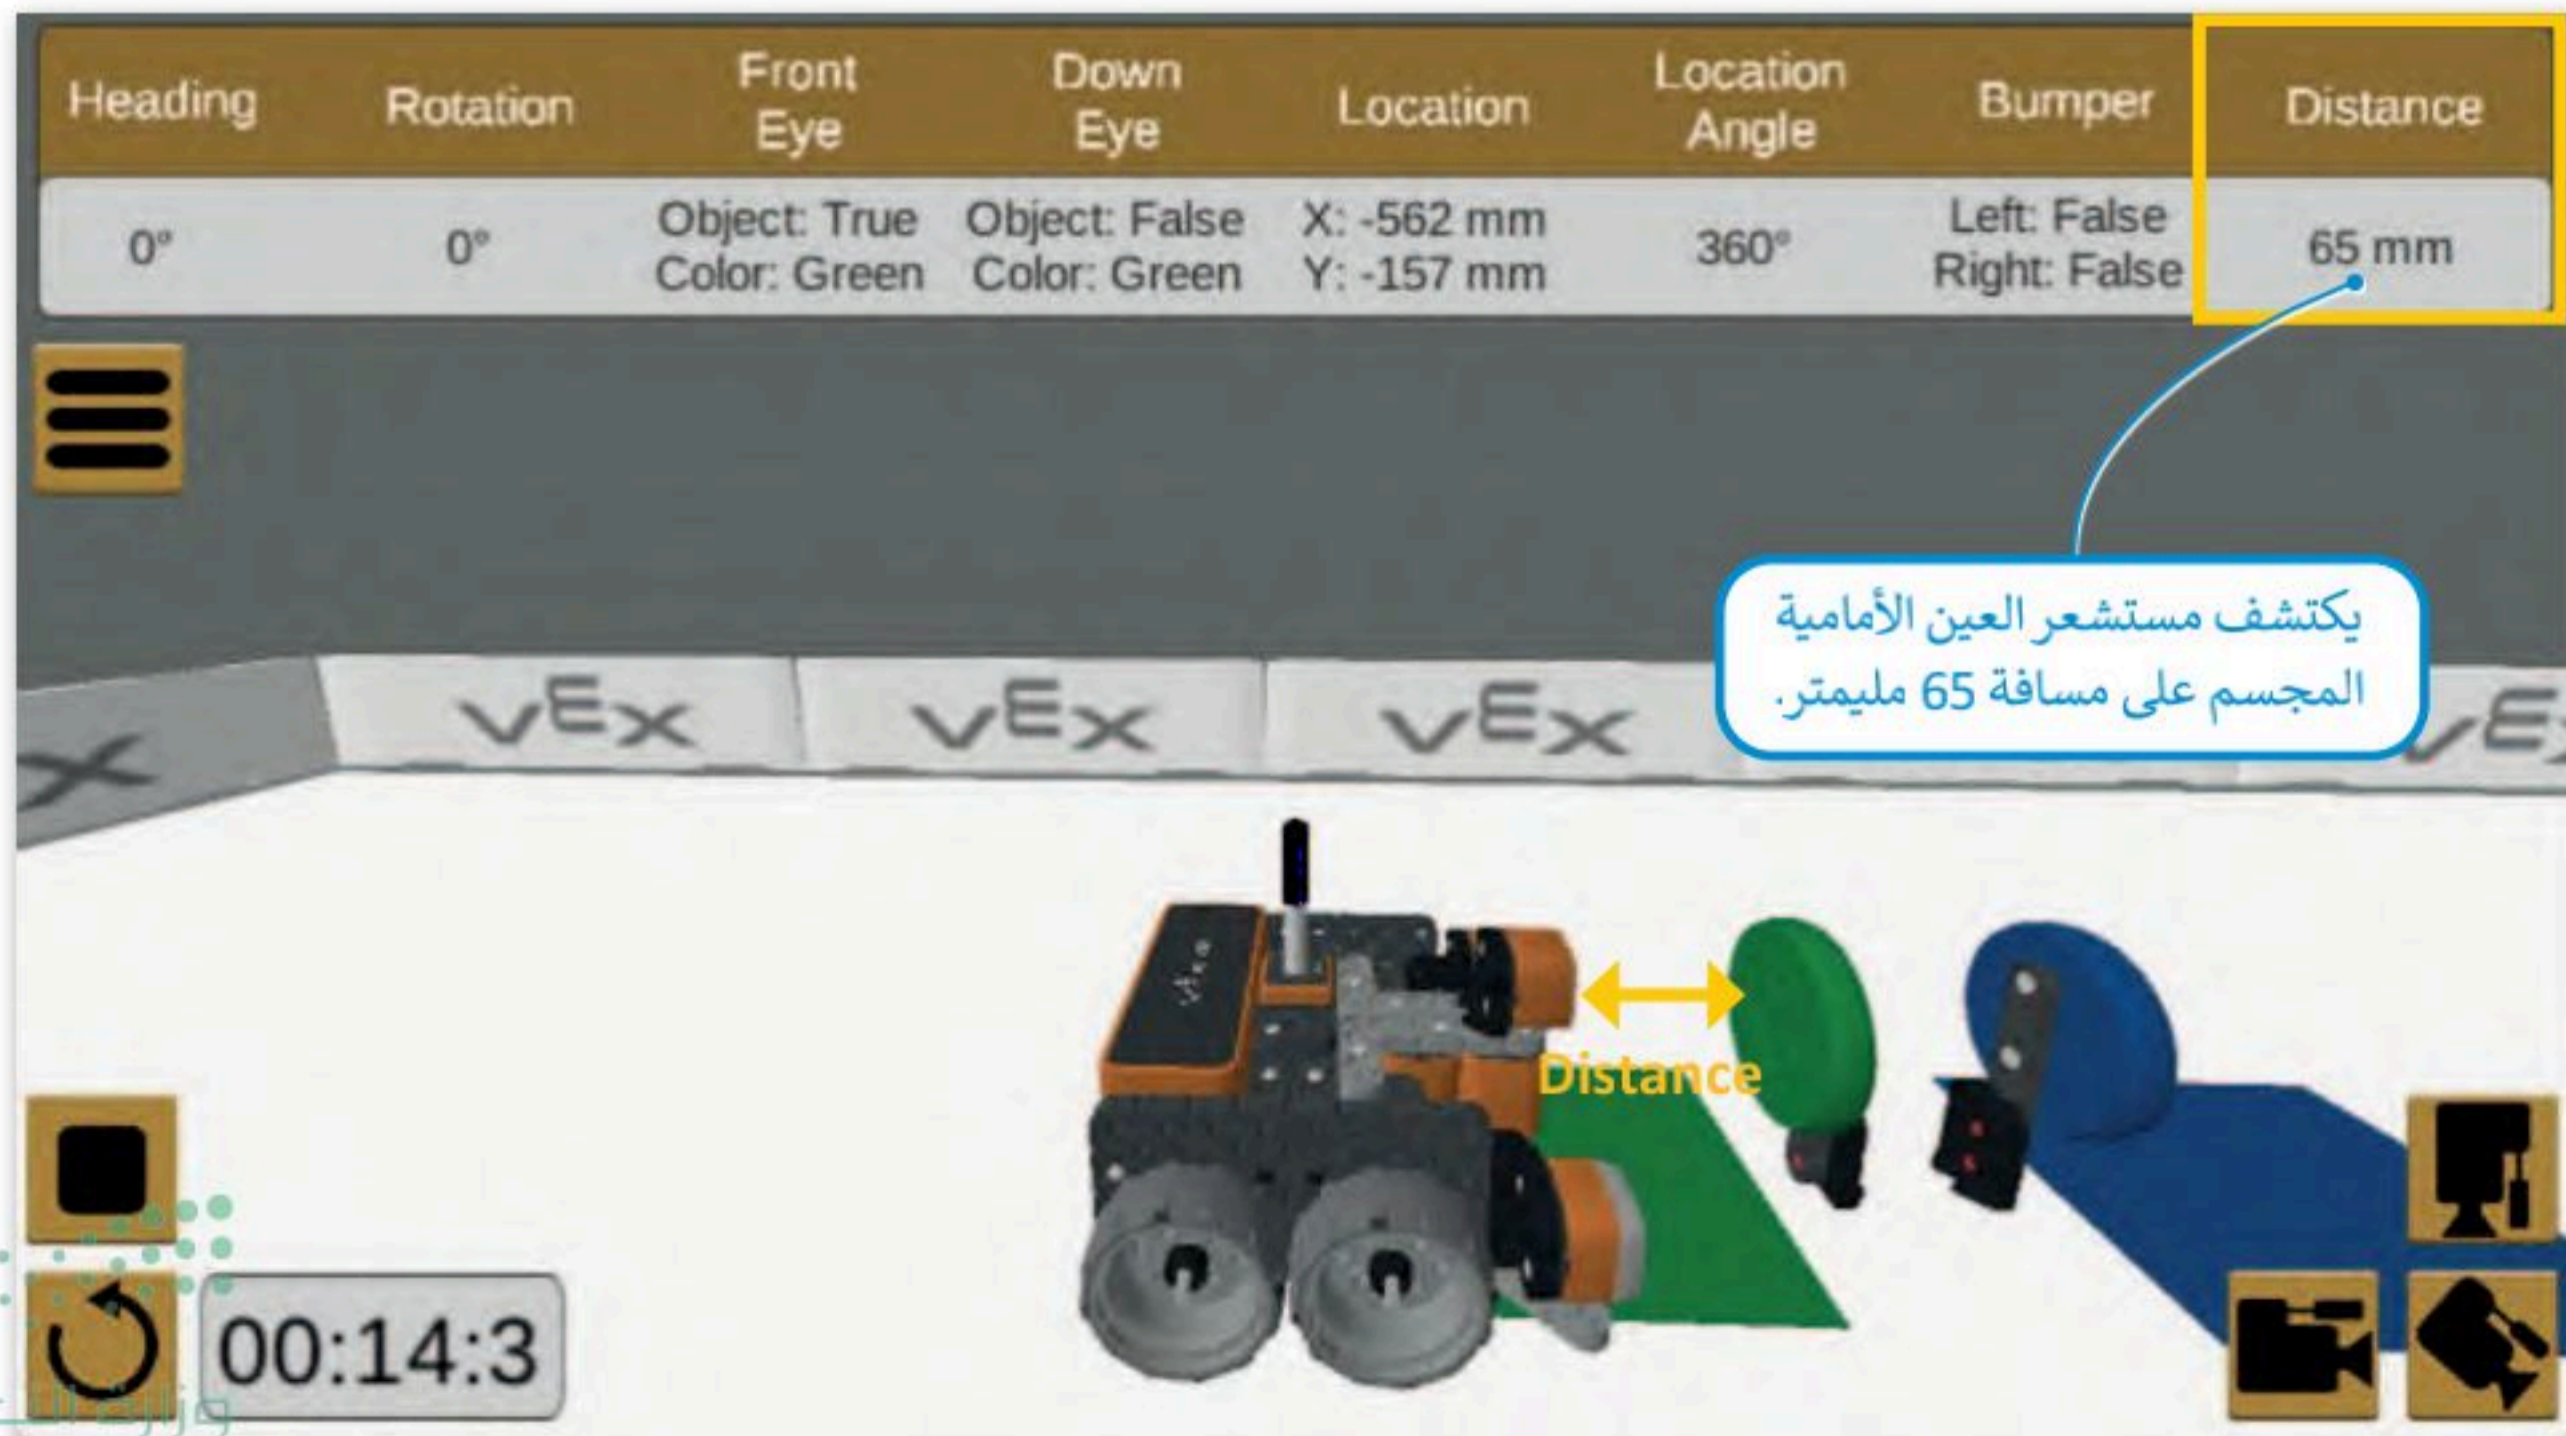 Heading
Rotation
Front
Eye
Down
Eye
Location
Location
Angle
Bumper
Distance
0°
0°
Object: True
Color: Green
Object: False
Color: Green
X: -562 mm
Y: -157 mm
360°
Left: False
Right: False
65 mm
يكتشف مستشعر العين الأمامية
المجسم على مسافة 65 مليمتر.
VEX
VEX
VEX
Distance
00:14:3